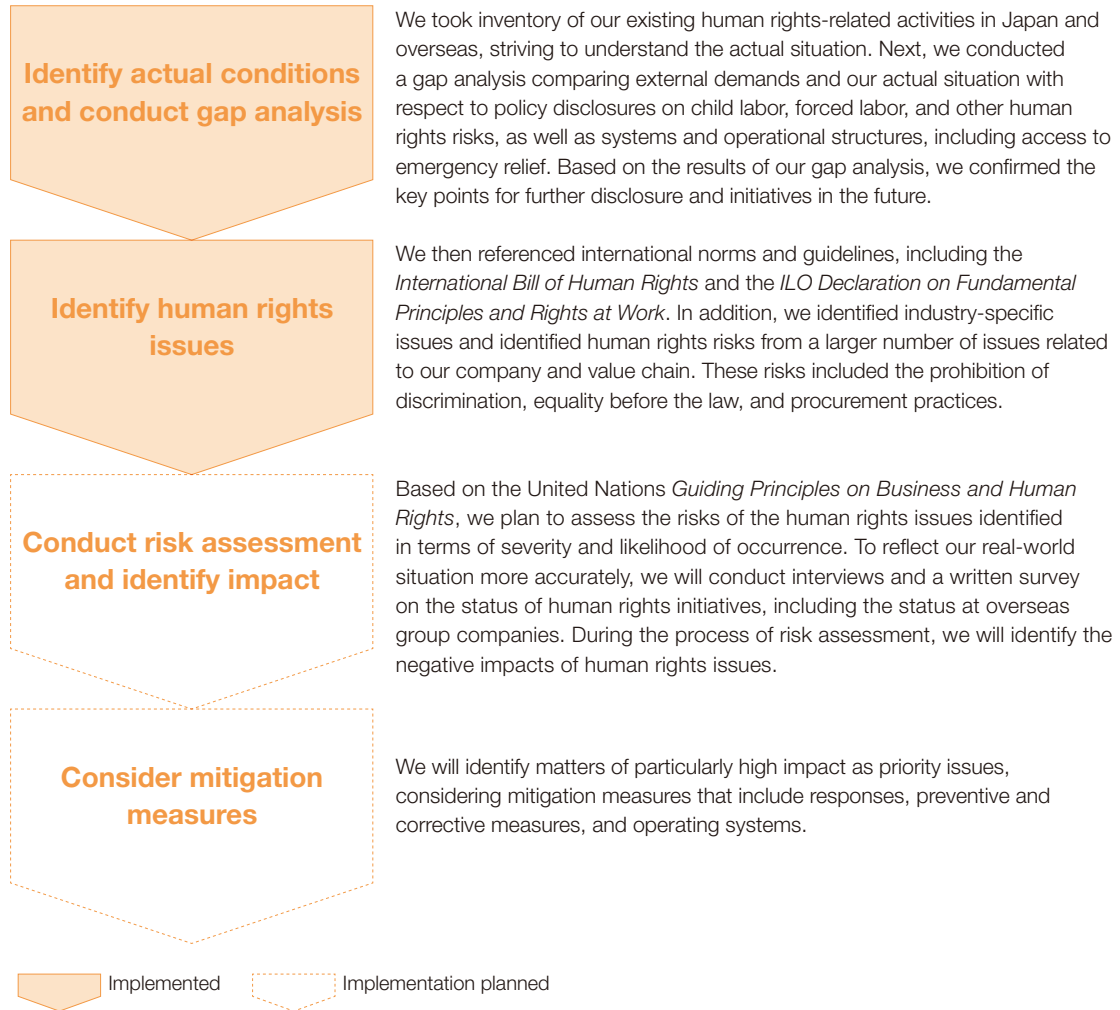 Identify actual conditions
and conduct gap analysis
We took inventory of our existing human rights-related activities in Japan and
overseas, striving to understand the actual situation. Next, we conducted
a gap analysis comparing external demands and our actual situation with
respect to policy disclosures on child labor, forced labor, and other human
rights risks, as well as systems and operational structures, including access to
emergency relief. Based on the results of our gap analysis, we confirmed the
key points for further disclosure and initiatives in the future.
Identify human rights
issues
We then referenced international norms and guidelines, including the
International Bill of Human Rights and the ILO Declaration on Fundamental
Principles and Rights at Work. In addition, we identified industry-specific
issues and identified human rights risks from a larger number of issues related
to our company and value chain. These risks included the prohibition of
discrimination, equality before the law, and procurement practices.
Conduct risk assessment
and identify impact
Based on the United Nations Guiding Principles on Business and Human
Rights, we plan to assess the risks of the human rights issues identified
in terms of severity and likelihood of occurrence. To reflect our real-world
situation more accurately, we will conduct interviews and a written survey
on the status of human rights initiatives, including the status at overseas
group companies. During the process of risk assessment, we will identify the
negative impacts of human rights issues.
Consider mitigation
measures
We will identify matters of particularly high impact as priority issues,
considering mitigation measures that include responses, preventive and
corrective measures, and operating systems.
Implemented
Implementation planned